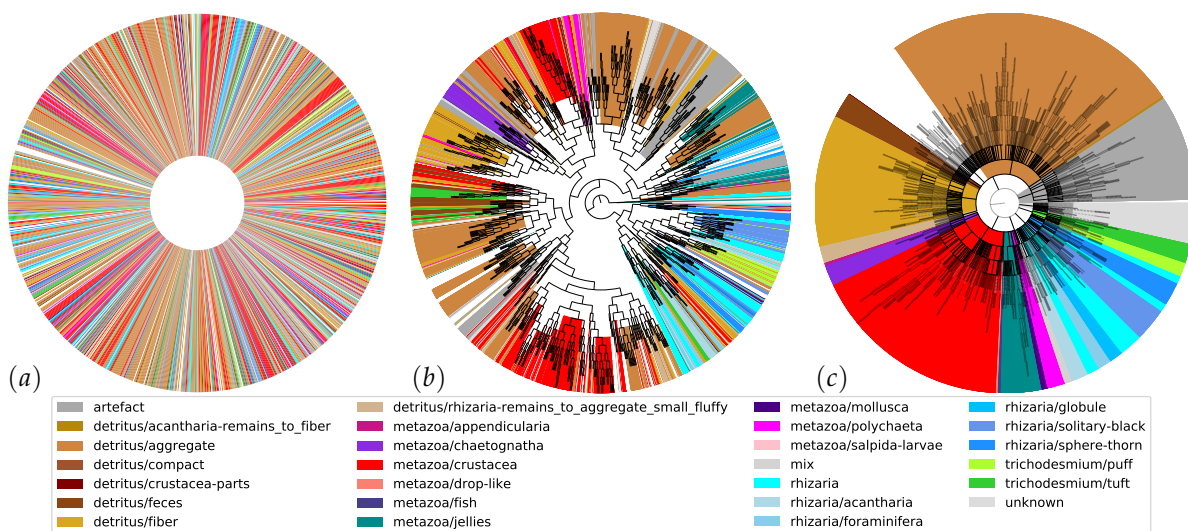 (a)
(b)
(c)
artefact
detritus/acantharia-remains_to_fiber
detritus/aggregate
detritus/compact
detritus/crustacea-parts
detritus/feces
detritus/fiber
detritus/rhizaria-remains_to_aggregate_small_fluffy
metazoa/appendicularia
metazoa/chaetognatha
metazoa/crustacea
metazoa/drop-like
metazoa/fish
metazoa/jellies
metazoa/mollusca
metazoa/polychaeta
metazoa/salpida-larvae
mix
rhizaria
rhizaria/acantharia
rhizaria/foraminifera
rhizaria/globule
rhizaria/solitary-black
rhizaria/sphere-thorn
trichodesmium/puff
trichodesmium/tuft
unknown